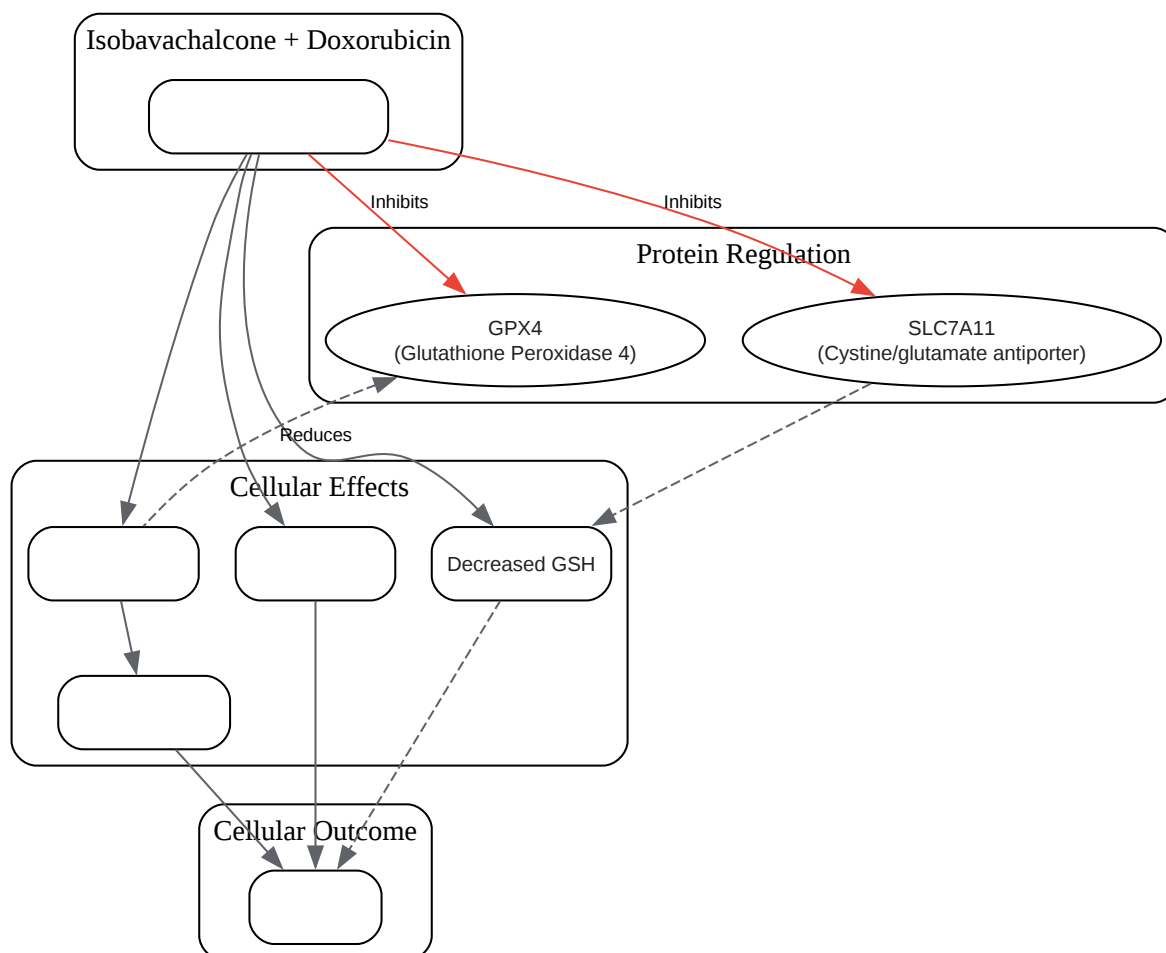 Isobavachalcone + Doxorubicin
Inhibits
Inhibits
Protein Regulation
GPX4
(Glutathione Peroxidase 4)
SLC7A11
(Cystine/glutamate antiporter)
Reduces
Cellular Effects
Decreased GSH
Cellular Outcome